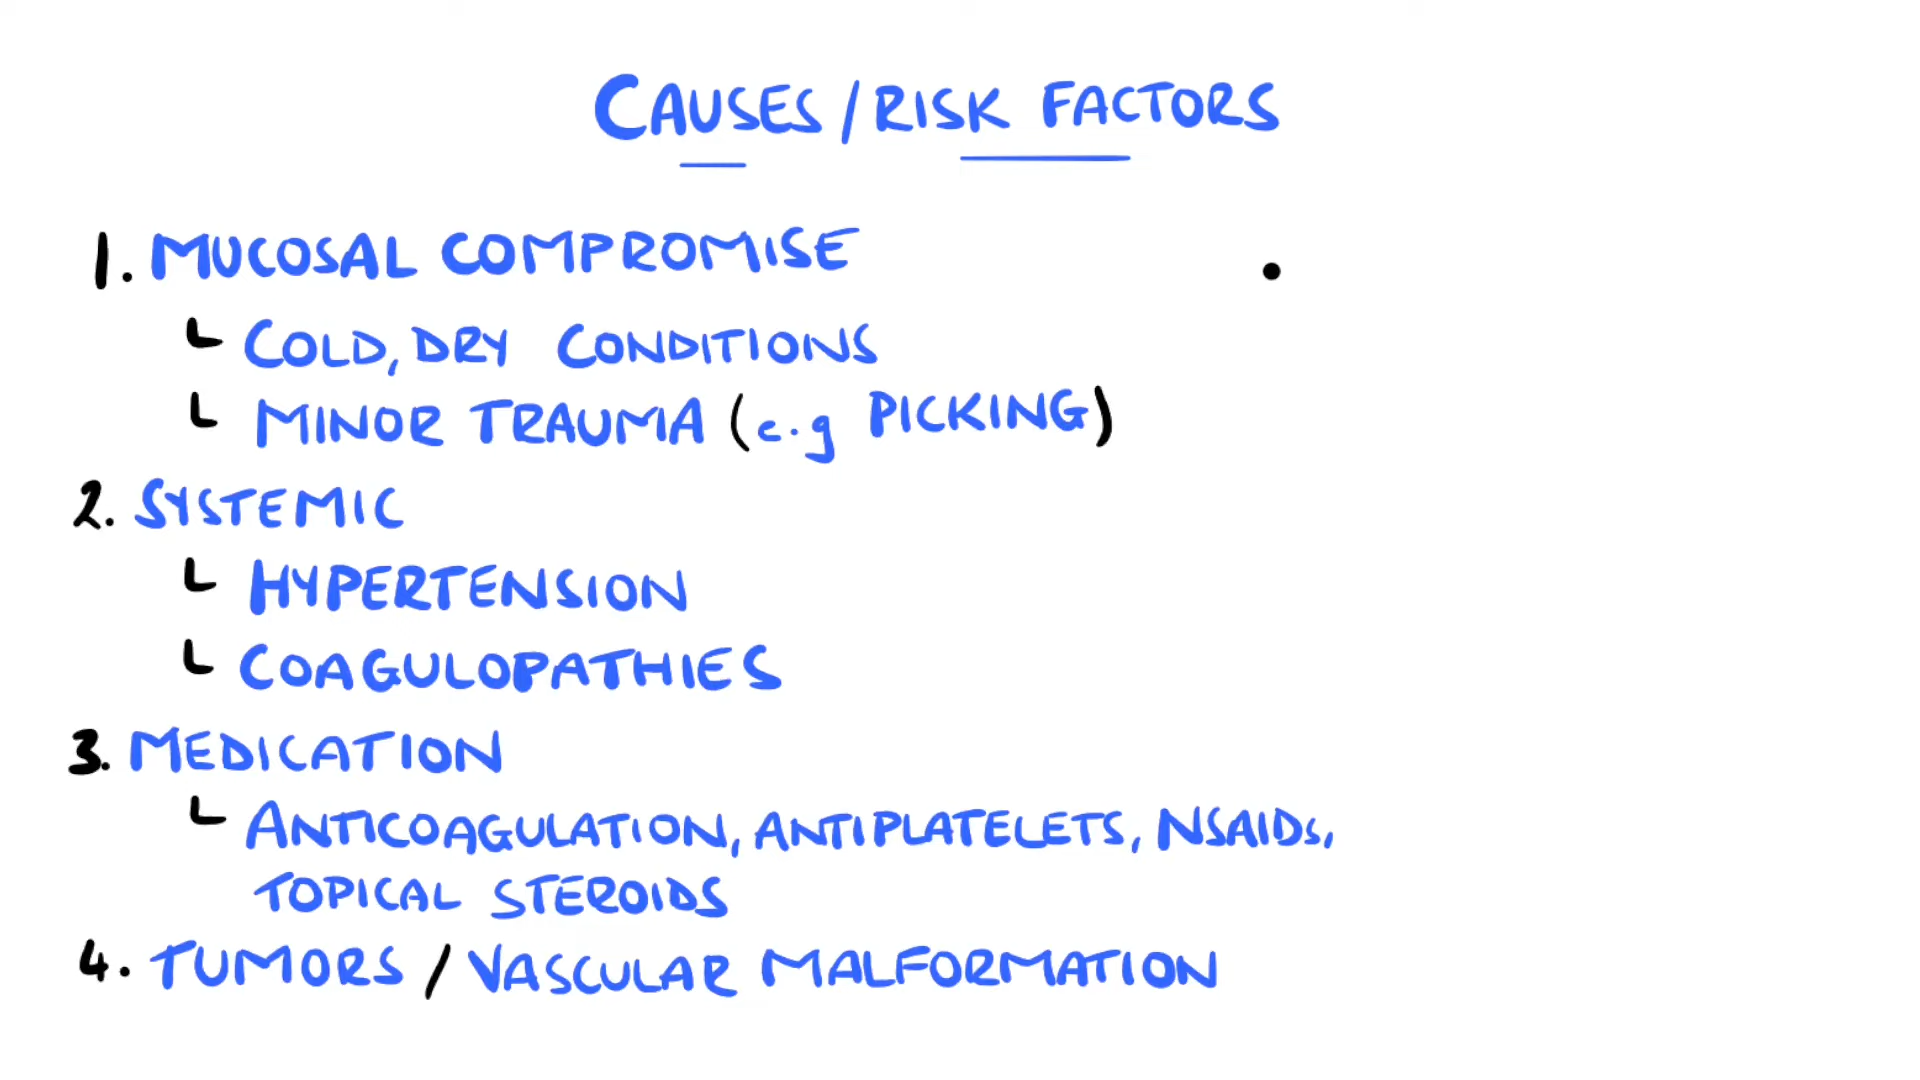 CAUSES / RISK FACTORS
1. MUCOSAL COMPROMISE
COLD, DRY CONDITIONS
MINOR TRAUMA (e.g PICKING)
2. SYSTEMIC
HYPERTENSION
COAGULOPATHIES
3. MEDICATION
ANTICOAGULATION, ANTIPLATELETS, NSAIDs,
TOPICAL STEROIDS
4. TUMORS / VASCULAR MALFORMATION